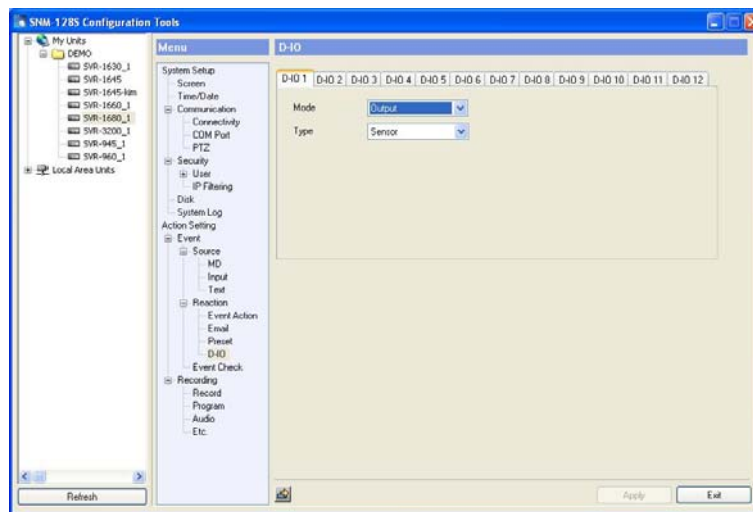 SNM-128S Configuration Tools
My Units
DEMO
SVR-1630_1
SVR-1645
SVR-1645-kim
SVR-1660_1
SVR-1680_1
SVR-3200_1
SVR-945_1
SVR-960_1
Local Area Units
Refresh
Menu
System Setup
Screen
Time/Date
Communication
Connectivity
COM Port
PTZ
Security
User
IP Filtering
Disk
System Log
Action Setting
Event
Source
MD
Input
Text
Reaction
Event Action
Email
Preset
D-IO
Event Check
Recording
Record
Program
Audio
Etc.
D-IO
D-IO 1 D-IO 2 D-IO 3 D-IO 4 D-IO 5 D-IO 6 D-IO 7 D-IO 8 D-IO 9 D-IO 10 D-IO 11 D-IO 12
Mode Output
Type Sensor
Apply Exit